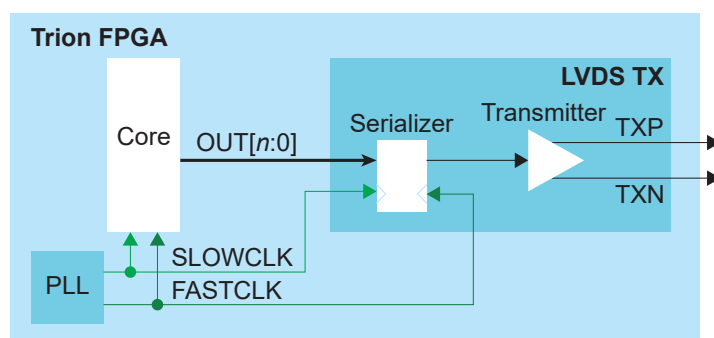 Trion FPGA
LVDS TX
Core
OUT[n:0]
Serializer
Transmitter
TXP
TXN
PLL
SLOWCLK
FASTCLK